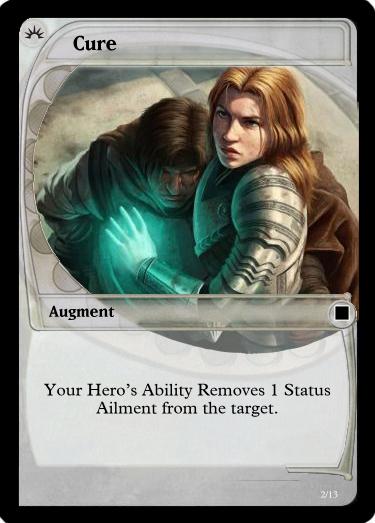 Cure
Augment
Your Hero's Ability Removes 1 Status
Ailment from the target.
2/13